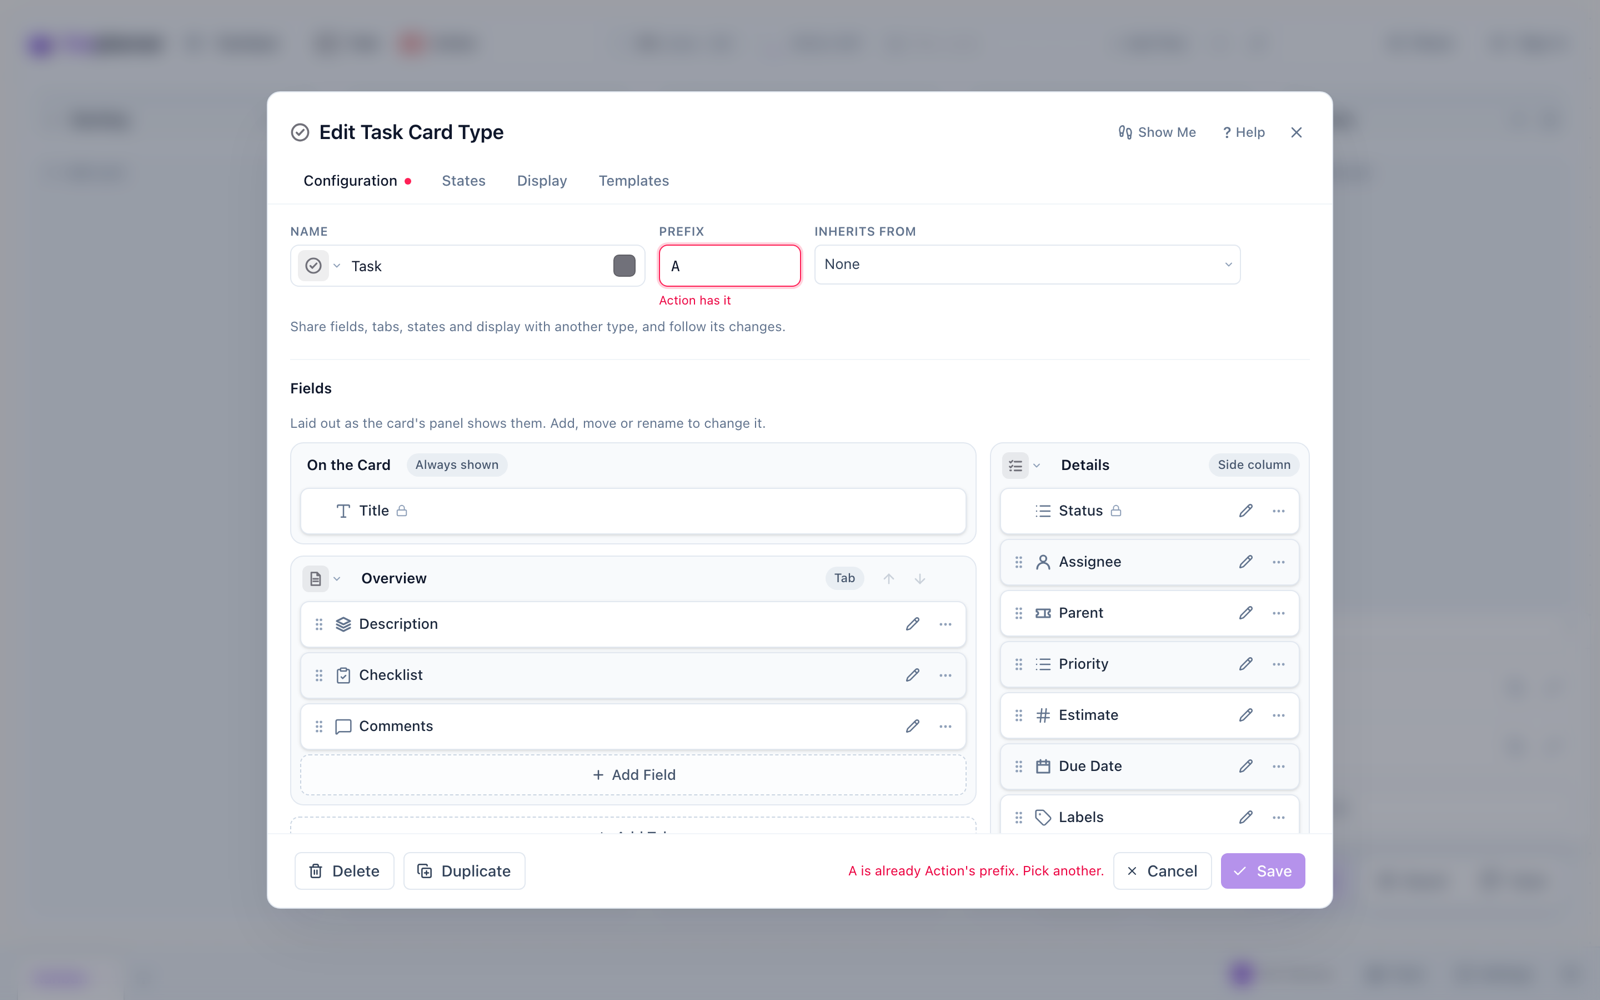 Edit Task Card Type
Show Me
? Help
Configuration
States
Display
Templates
NAME
PREFIX
INHERITS FROM
Task
A
None
Action has it
Share fields, tabs, states and display with another type, and follow its changes.
Fields
Laid out as the card's panel shows them. Add, move or rename to change it.
On the Card
Always shown
Title
Overview
Tab
Description
Checklist
Comments
+ Add Field
Details
Side column
Status
Assignee
Parent
Priority
Estimate
Due Date
Labels
Delete
Duplicate
A is already Action's prefix. Pick another.
Cancel
Save